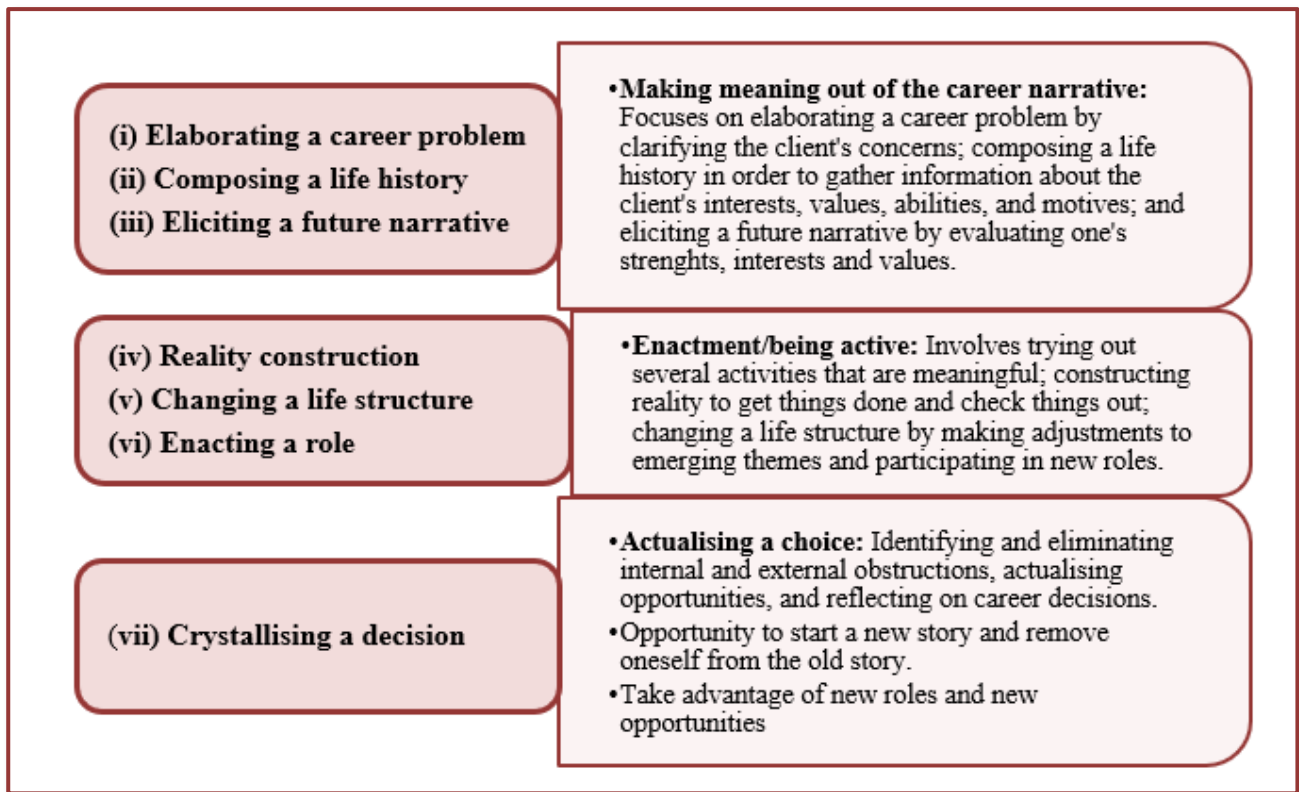 (i) Elaborating a career problem
(ii) Composing a life history
(iii) Eliciting a future narrative
•Making meaning out of the career narrative:
Focuses on elaborating a career problem by
clarifying the client's concerns; composing a life
history in order to gather information about the
client's interests, values, abilities, and motives; and
eliciting a future narrative by evaluating one's
strenghts, interests and values.
(iv) Reality construction
(v) Changing a life structure
(vi) Enacting a role
•Enactment/being active: Involves trying out
several activities that are meaningful; constructing
reality to get things done and check things out;
changing a life structure by making adjustments to
emerging themes and participating in new roles.
(vii) Crystallising a decision
•Actualising a choice: Identifying and eliminating
internal and external obstructions, actualising
opportunities, and reflecting on career decisions.
•Opportunity to start a new story and remove
oneself from the old story.
•Take advantage of new roles and new
opportunities